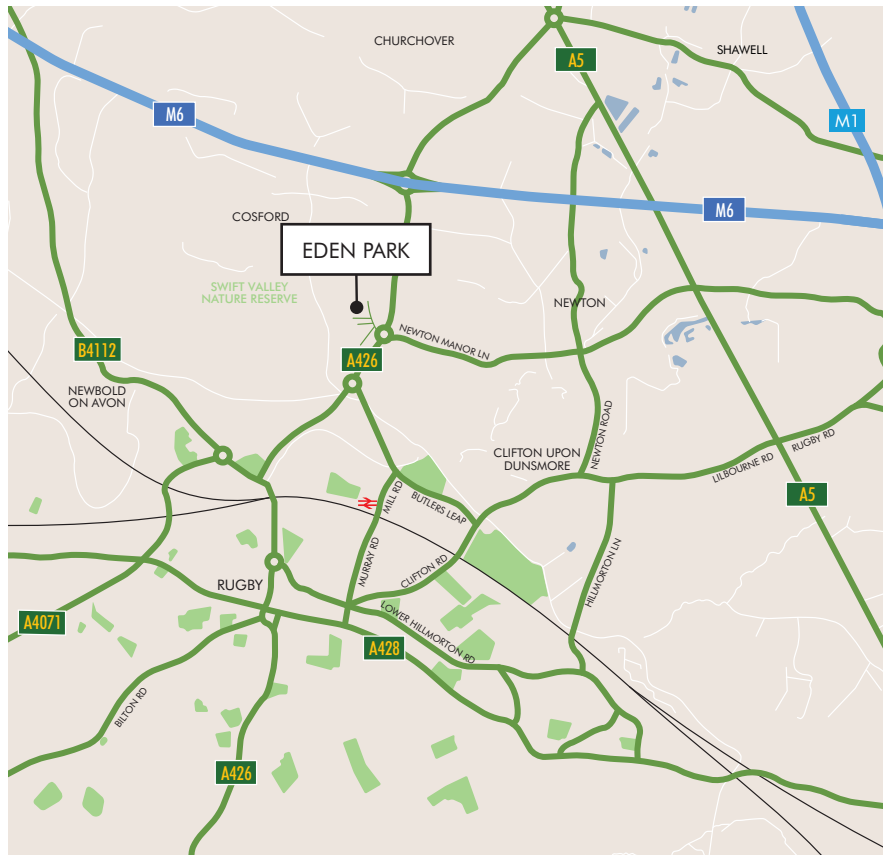 CHURCHOVER
SHAWELL
A5
M6
M1
M6
COSFORD
EDEN PARK
SWIFT VALLEY
NATURE RESERVE
NEWTON
NEWTON MANOR LN
B4112
A426
NEWBOLD
ON AVON
NEWTON ROAD
CLIFTON UPON
DUNSMORE
RUGBY RD
LILBOURNE RD
A5
MILL RD
BUTLERS LEAP
MURRAY RD
CLIFTON RD
HILLMORTON LN
RUGBY
LOWER HILLMORTON RD
A4071
A428
BILTON RD
A426